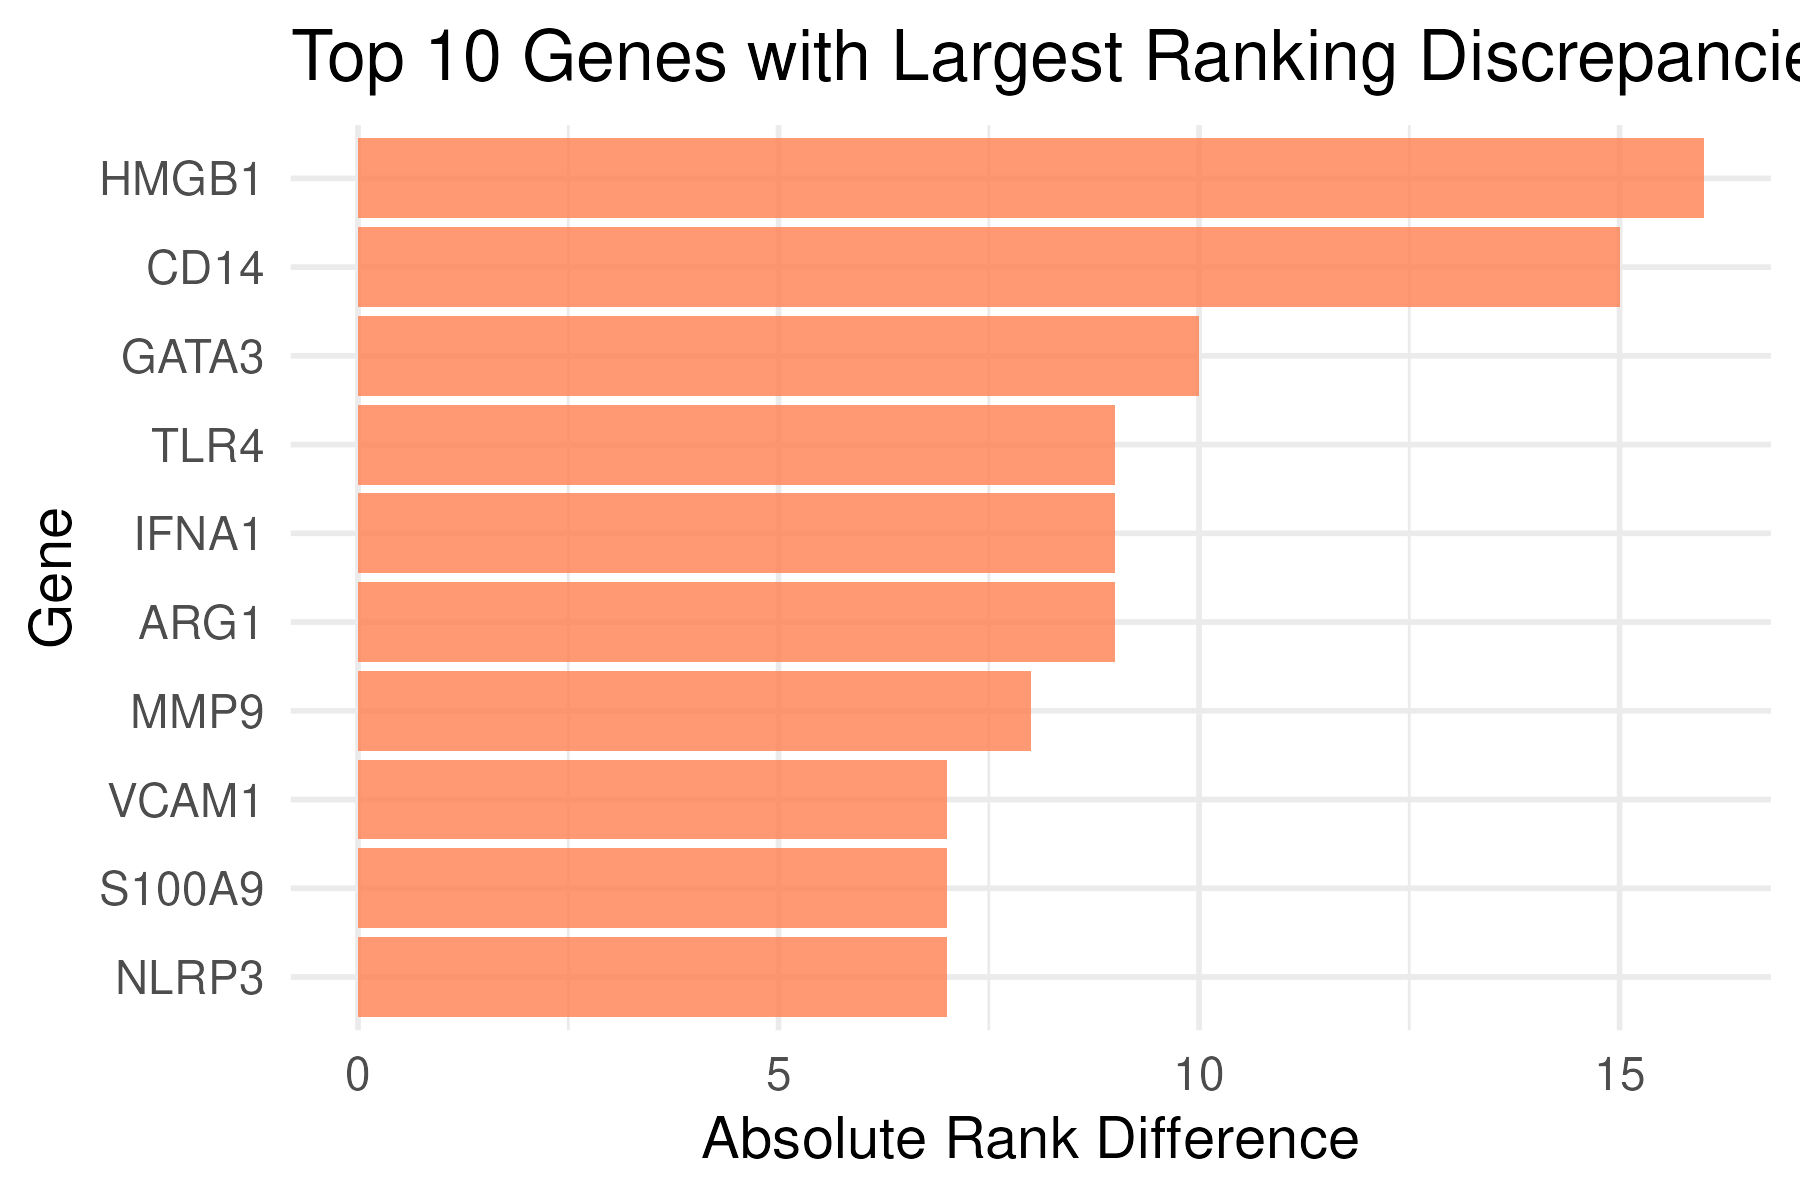 Top 10 Genes with Largest Ranking Discrepancie
HMGB1
CD14
GATA3
TLR4
IFNA1
ARG1
MMP9
VCAM1
S100A9
NLRP3
Gene
0 5 10 15
Absolute Rank Difference